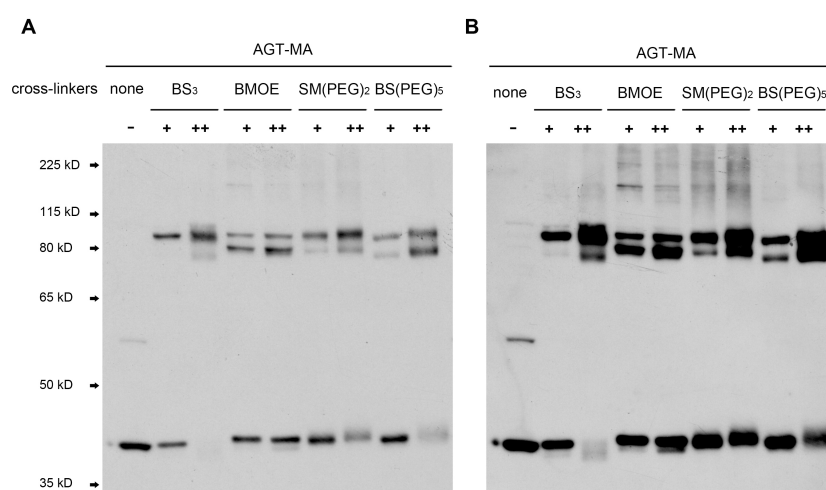 A
AGT-MA
cross-linkers none BS3 BMOE SM(PEG)2 BS(PEG)5
- + ++ + ++ + ++ + ++
225 kD
115 kD
80 kD
65 kD
50 kD
35 kD
B
AGT-MA
none BS3 BMOE SM(PEG)2 BS(PEG)5
- + ++ + ++ + ++ + ++